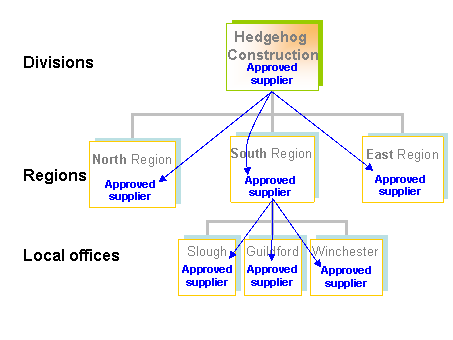 Hedgehog
Construction
Approved
supplier
Divisions
North Region
South Region
East Region
Regions
Approved
supplier
Approved
supplier
Approved
supplier
Local offices
Slough
Guildford
Winchester
Approved
supplier
Approved
supplier
Approved
supplier